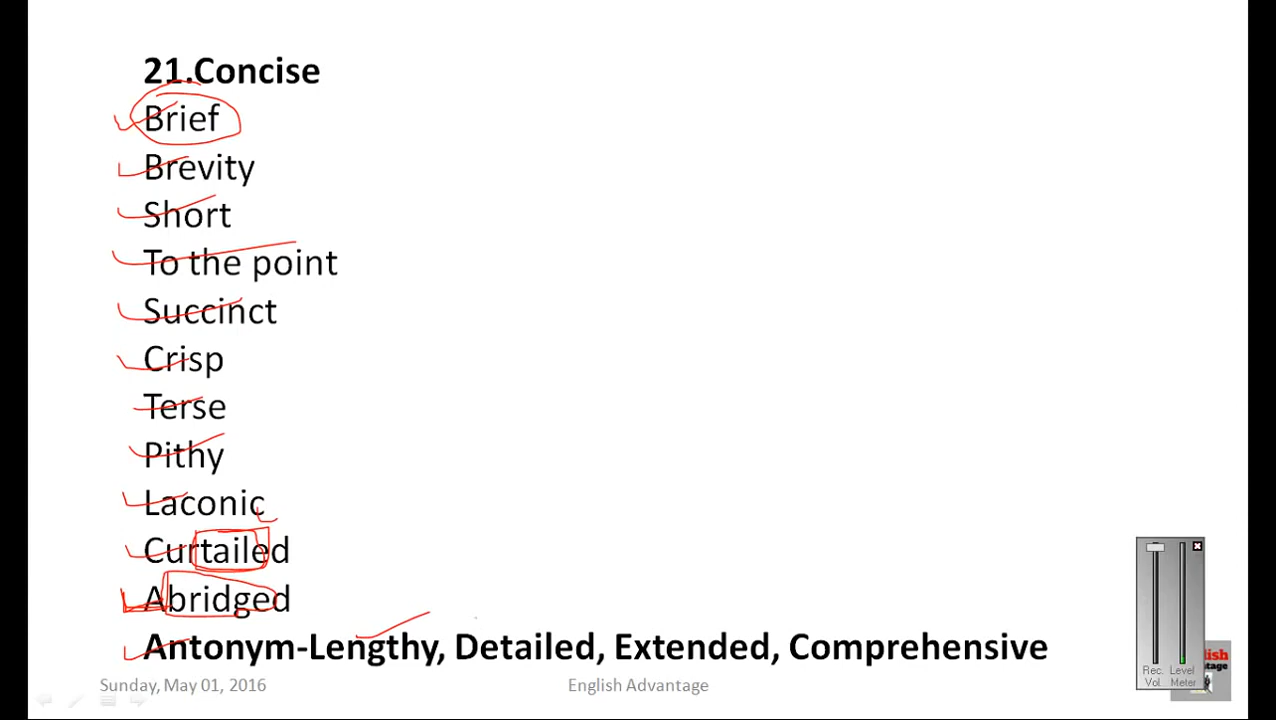 21.Concise
Brief
Brevity
Short
To the point
Succinct
Crisp
Terse
Pithy
Laconic
Curtailed
Abridged
Antonym-Lengthy, Detailed, Extended, Comprehensive
Sunday, May 01, 2016
English Advantage
Rec. Level
Vol. Meter